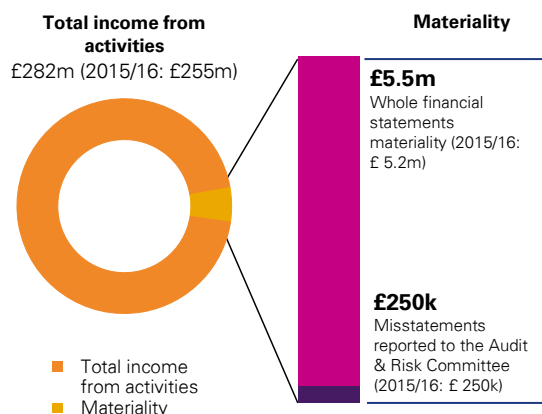 Total income from
activities
£282m (2015/16: £255m)
Total income
from activities
Materiality
Materiality
£5.5m
Whole financial
statements
materiality (2015/16:
£ 5.2m)
£250k
Misstatements
reported to the Audit
& Risk Committee
(2015/16: £ 250k)